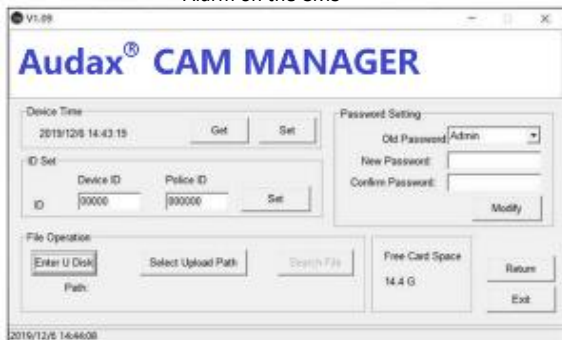 Alarm on the SMS
V1.09
Audax® CAM MANAGER
Device Time
2019/12/6 14:43:19
Get
Set
Password Setting
Old Password
Admin
New Password:
Confirm Password:
Modify
ID Set
Device ID
Police ID
ID
00000
000000
Set
File Operation
Enter U Disk
Select Upload Path
Search File
Path:
Free Card Space
14.4 G
Return
Exit
2019/12/6 14:44:08